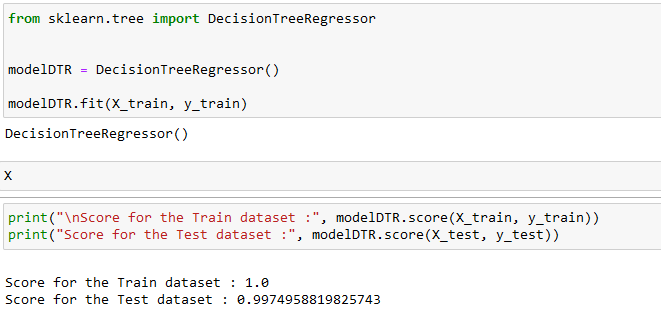 from sklearn.tree import DecisionTreeRegressor
modelDTR = DecisionTreeRegressor()
modelDTR.fit(X_train, y_train)
DecisionTreeRegressor()
X
print("\nScore for the Train dataset :", modelDTR.score(X_train, y_train))
print("Score for the Test dataset :", modelDTR.score(X_test, y_test))
Score for the Train dataset : 1.0
Score for the Test dataset : 0.9974958819825743